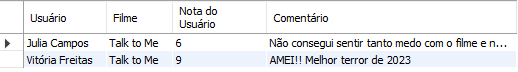 Usuário Filme Nota do Usuário Comentário
Julia Campos Talk to Me 6 Não consegui sentir tanto medo com o filme e n...
Vitória Freitas Talk to Me 9 AMEI!! Melhor terror de 2023